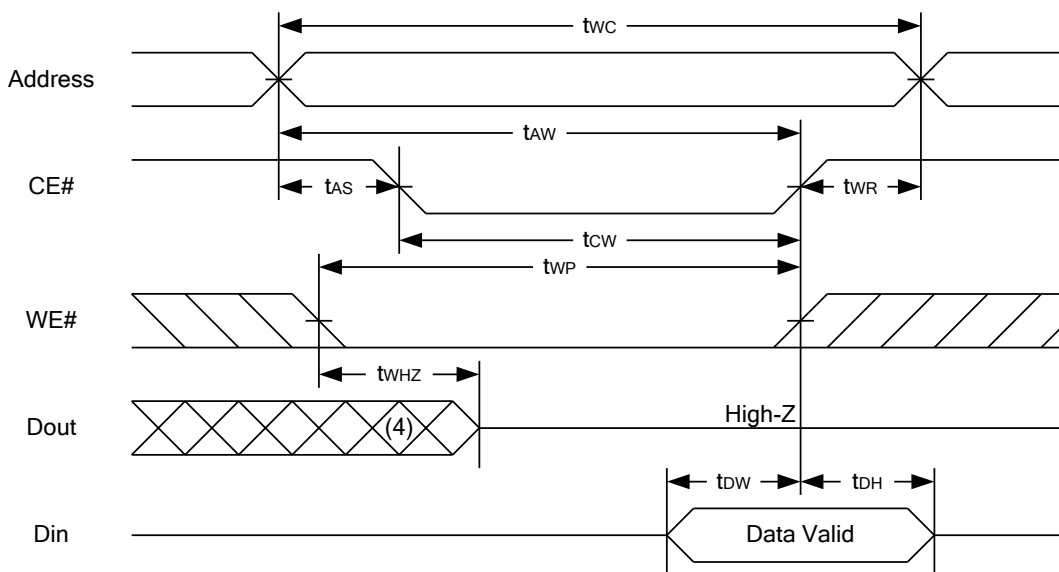 tWC
Address
tAW
CE#
tAS
tWR
tCW
tWP
WE#
tWHZ
Dout
(4)
High-Z
tDW
tDH
Din
Data Valid